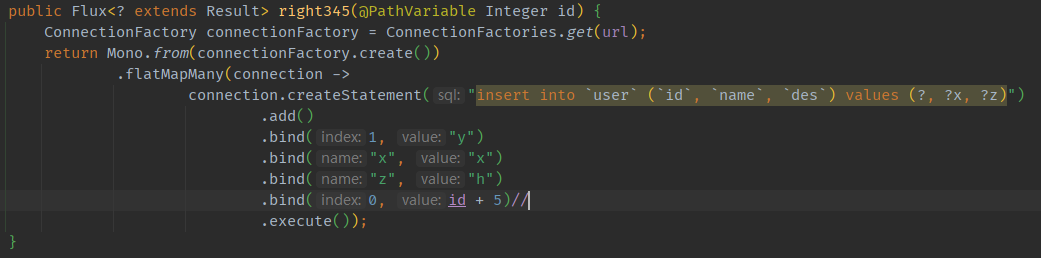 public Flux<? extends Result> right345(@PathVariable Integer id) {
    ConnectionFactory connectionFactory = ConnectionFactories.get(url);
    return Mono.from(connectionFactory.create())
            .flatMapMany(connection ->
                    connection.createStatement( sql: "insert into `user` (`id`, `name`, `des`) values (?, ?x, ?z)")
                            .add()
                            .bind( index: 1, value: "y")
                            .bind( name: "x", value: "x")
                            .bind( name: "z", value: "h")
                            .bind( index: 0, value: id + 5)//
                            .execute());
}